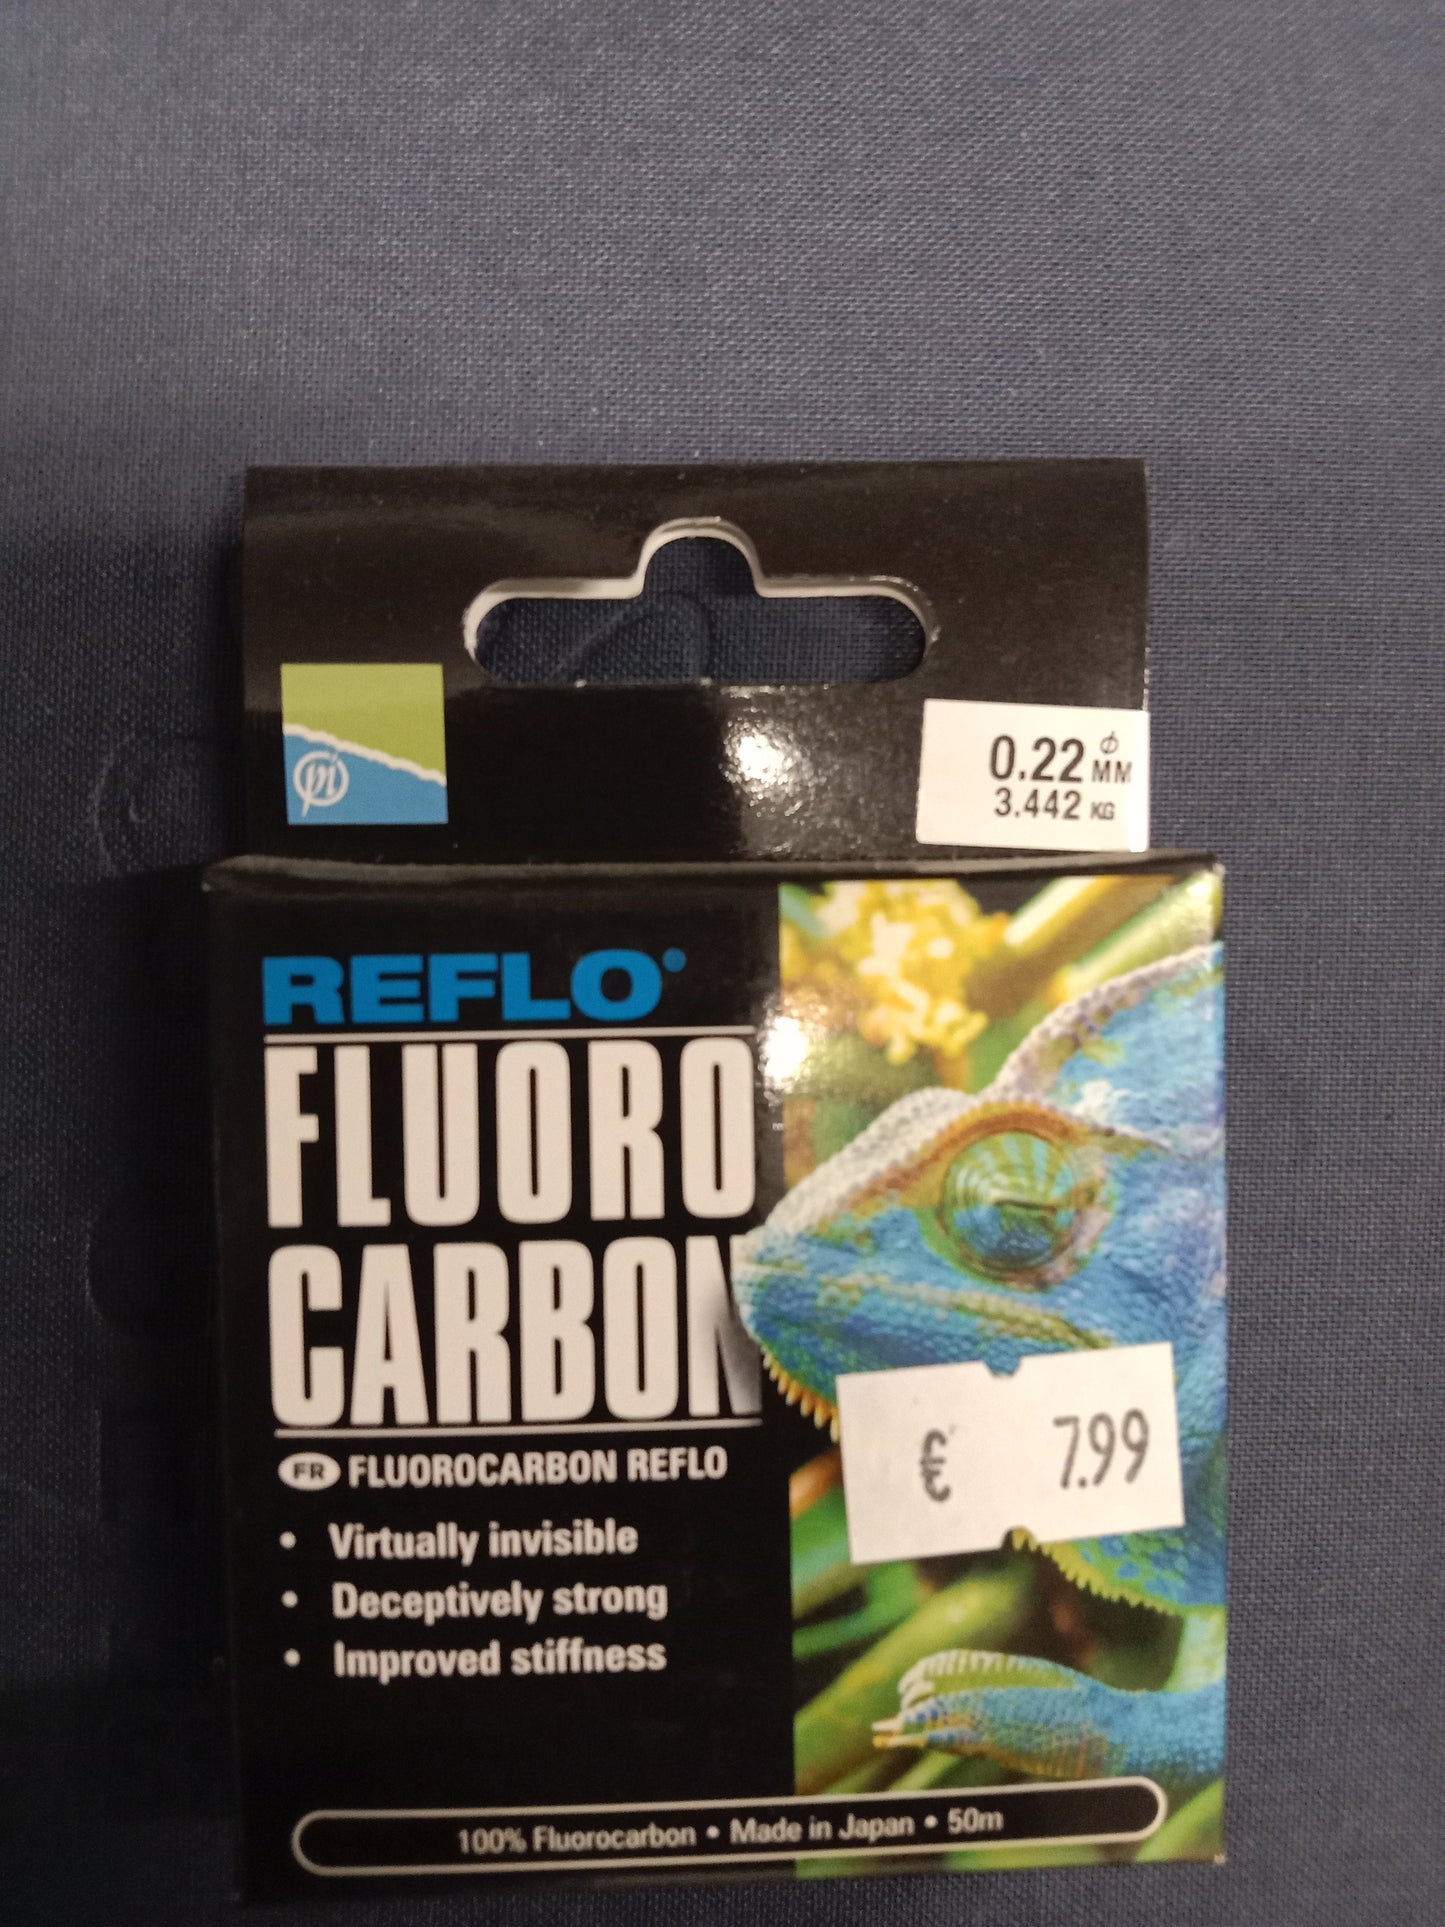 pi
0.22 ϕ MM
3.442 KG
REFLO®
FLUORO
CARBON
FR FLUOROCARBON REFLO
• Virtually invisible
• Deceptively strong
• Improved stiffness
€ 7.99
100% Fluorocarbon • Made in Japan • 50m